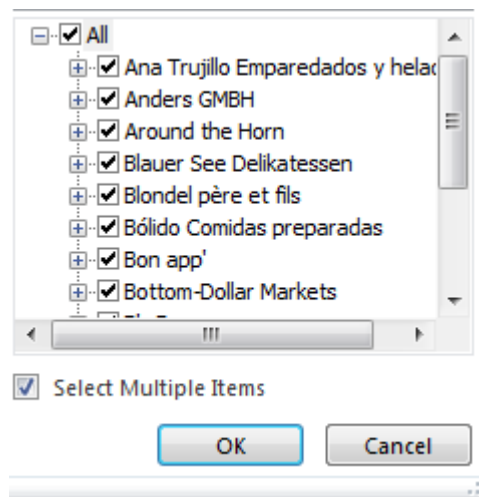 All
Ana Trujillo Emparedados y helac
Anders GMBH
Around the Horn
Blauer See Delikatessen
Blondel père et fils
Bólido Comidas preparadas
Bon app'
Bottom-Dollar Markets
Select Multiple Items
OK
Cancel